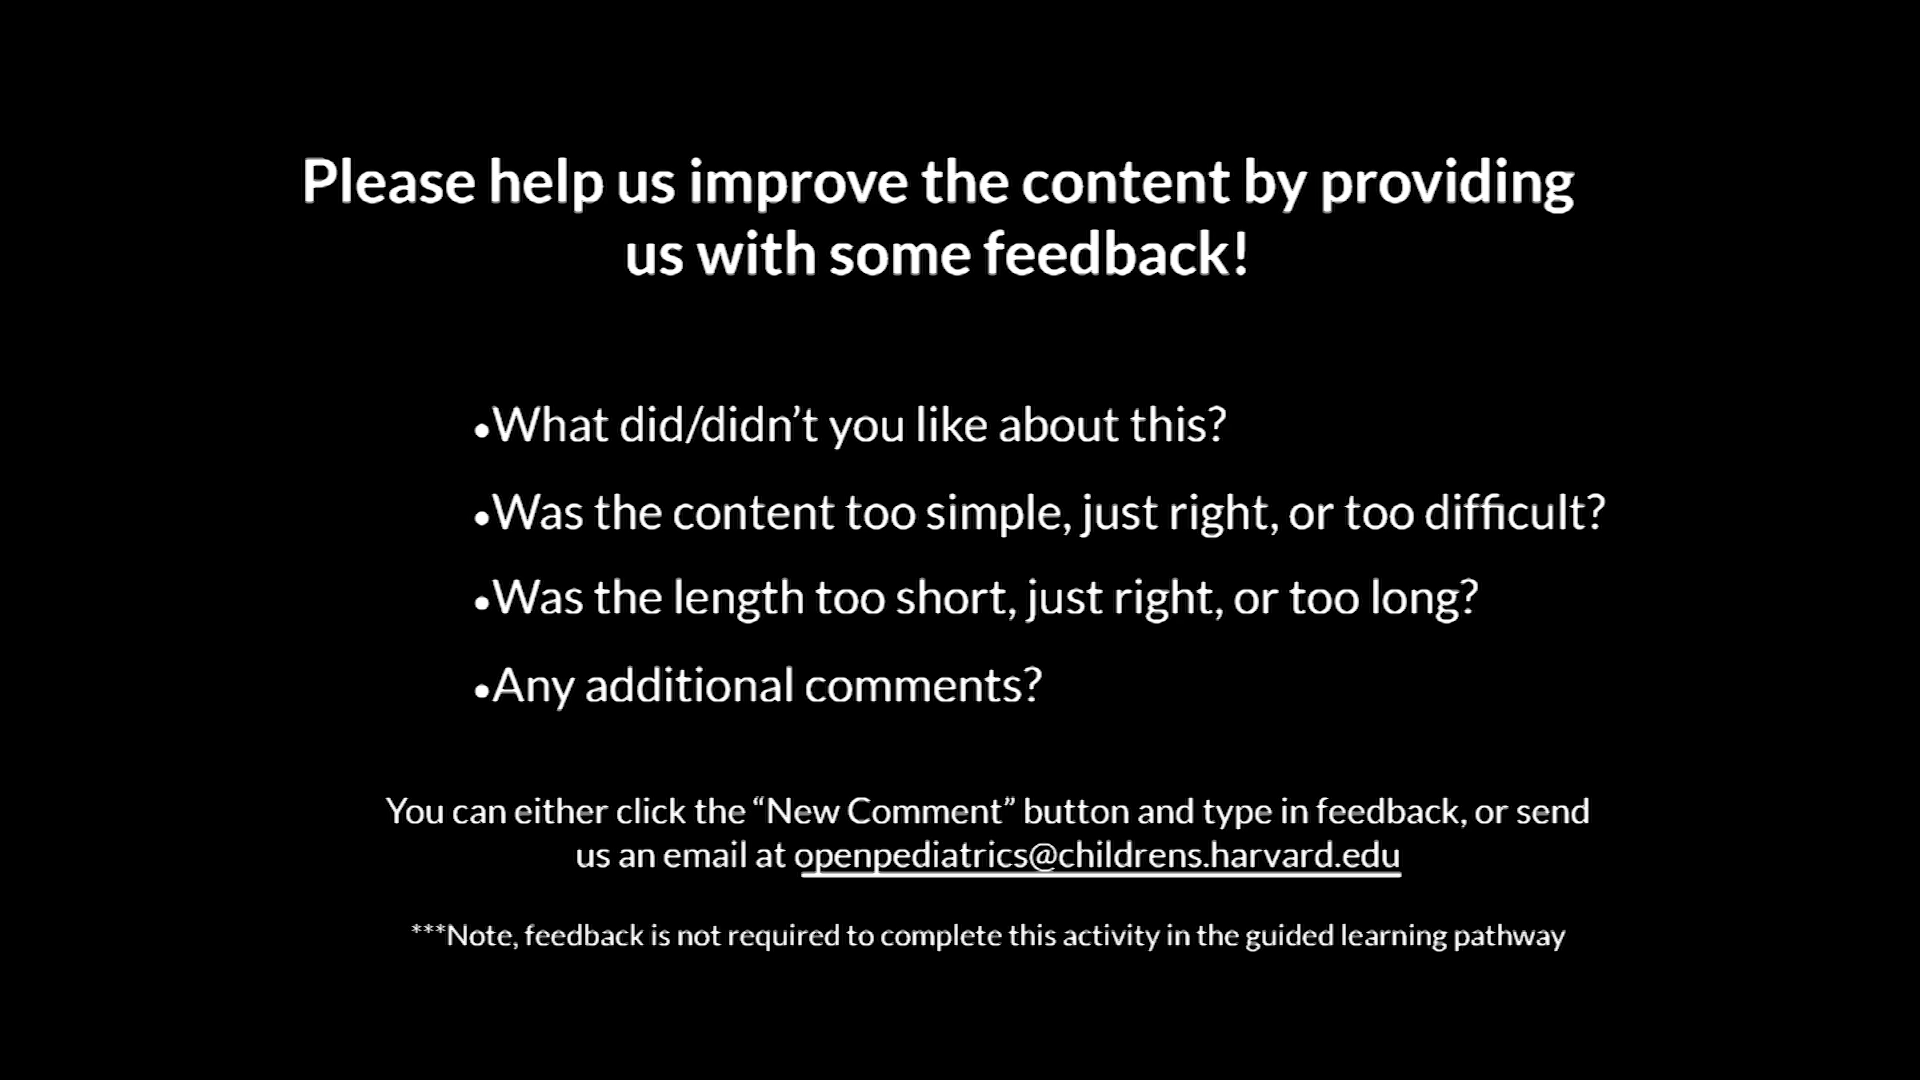 Please help us improve the content by providing
us with some feedback!
•What did/didn’t you like about this?
•Was the content too simple, just right, or too difficult?
•Was the length too short, just right, or too long?
•Any additional comments?
You can either click the “New Comment” button and type in feedback, or send
us an email at openpediatrics@childrens.harvard.edu
***Note, feedback is not required to complete this activity in the guided learning pathway